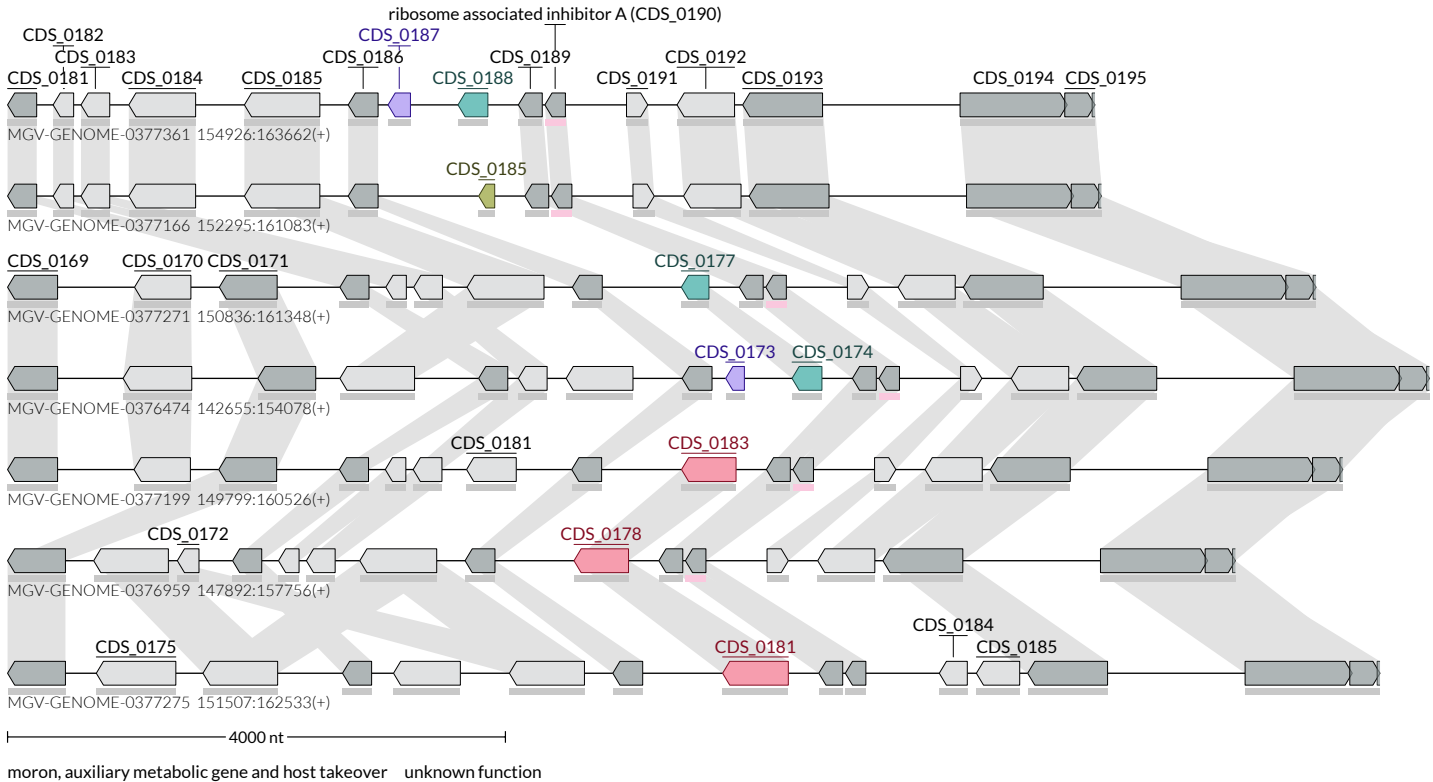 ribosome associated inhibitor A (CDS_0190)
CDS_0182 CDS_0187
CDS_0183 CDS_0186 CDS_0189 CDS_0192
CDS_0181 CDS_0184 CDS_0185 CDS_0188 CDS_0191 CDS_0193 CDS_0194 CDS_0195
MGV-GENOME-0377361 154926:163662(+)
CDS_0185
MGV-GENOME-0377166 152295:161083(+)
CDS_0169 CDS_0170 CDS_0171 CDS_0177
MGV-GENOME-0377271 150836:161348(+)
CDS_0173 CDS_0174
MGV-GENOME-0376474 142655:154078(+)
CDS_0181 CDS_0183
MGV-GENOME-0377199 149799:160526(+)
CDS_0172 CDS_0178
MGV-GENOME-0376959 147892:157756(+)
CDS_0184
CDS_0175 CDS_0181 CDS_0185
MGV-GENOME-0377275 151507:162533(+)
4000 nt
moron, auxiliary metabolic gene and host takeover unknown function